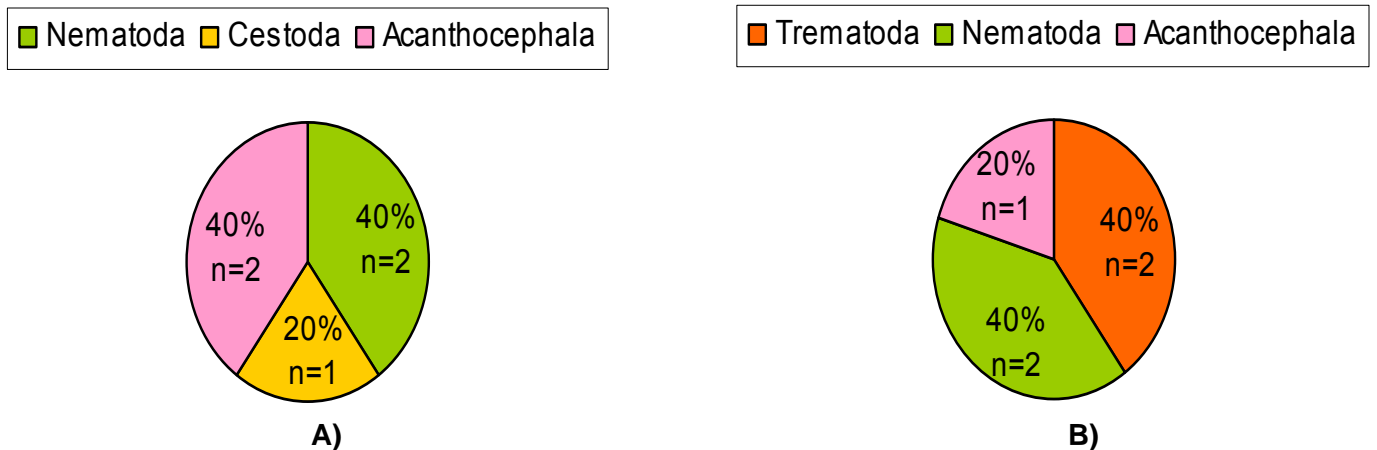 Nematoda Cestoda Acanthocephala
40%
n=2
40%
n=2
20%
n=1
A)
Trematoda Nematoda Acanthocephala
20%
n=1
40%
n=2
40%
n=2
B)